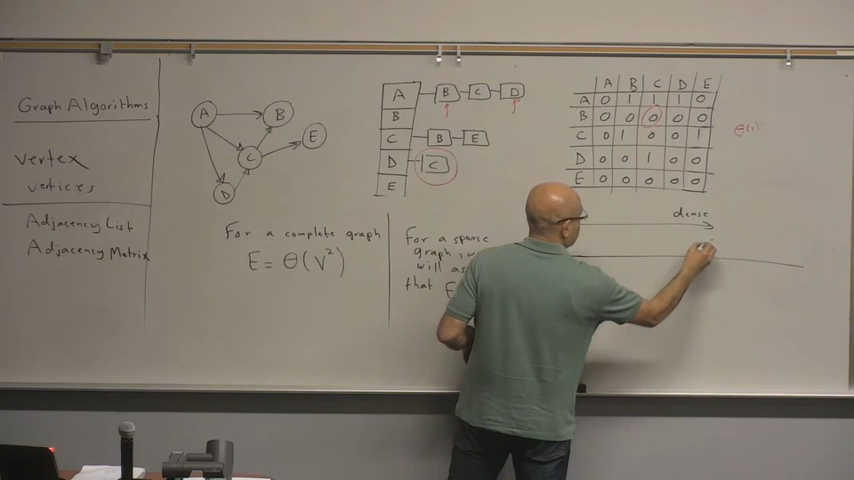 Graph Algorithms
vertex
vertices
Adjacency List
Adjacency Matrix
A
B
C
D
E
For a complete graph
E = Θ(V²)
A B C D
B
C B E
D C
E
For a sparse
graph,
will as
that E
A B C D E
A 0 1 1 1 0
B 0 0 0 0 0
C 0 1 0 0 1
D 0 0 1 0 0
E 0 0 0 0 0
Θ(1)
dense